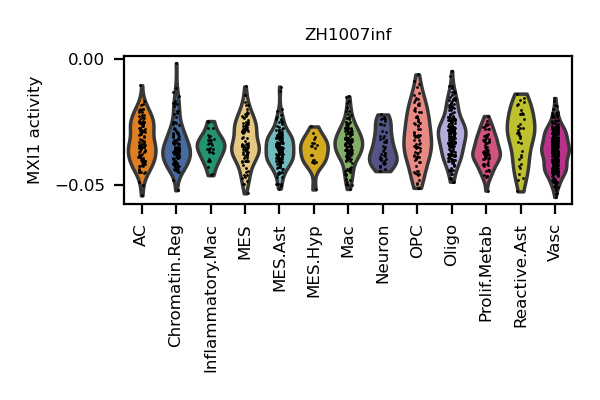 ZH1007inf
MXI1 activity
0.00
−0.05
AC
Chromatin.Reg
Inflammatory.Mac
MES
MES.Ast
MES.Hyp
Mac
Neuron
OPC
Oligo
Prolif.Metab
Reactive.Ast
Vasc